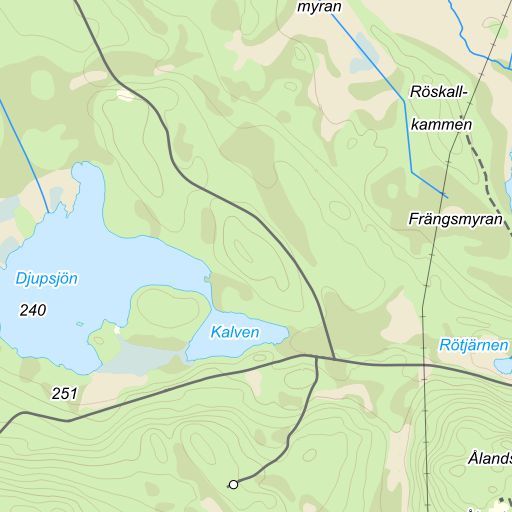 myran
Röskall-
kammen
Frängsmyran
Djupsjön
240
Kalven
Rötjärnen
251
Ålands